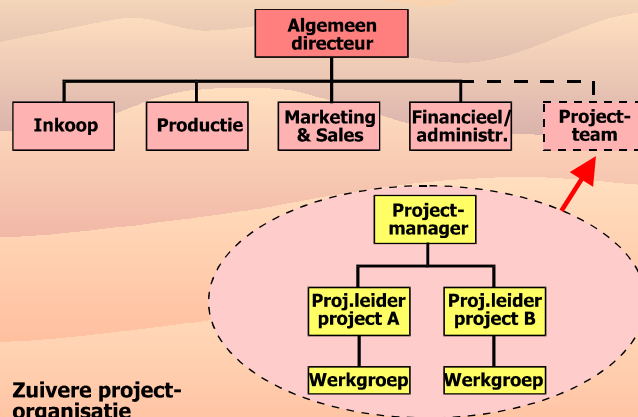 Algemeen
directeur
Inkoop
Productie
Marketing
& Sales
Financieel/
administr.
Project-
team
Project-
manager
Proj.leider
project A
Proj.leider
project B
Werkgroep
Werkgroep
Zuivere project-
organisatie